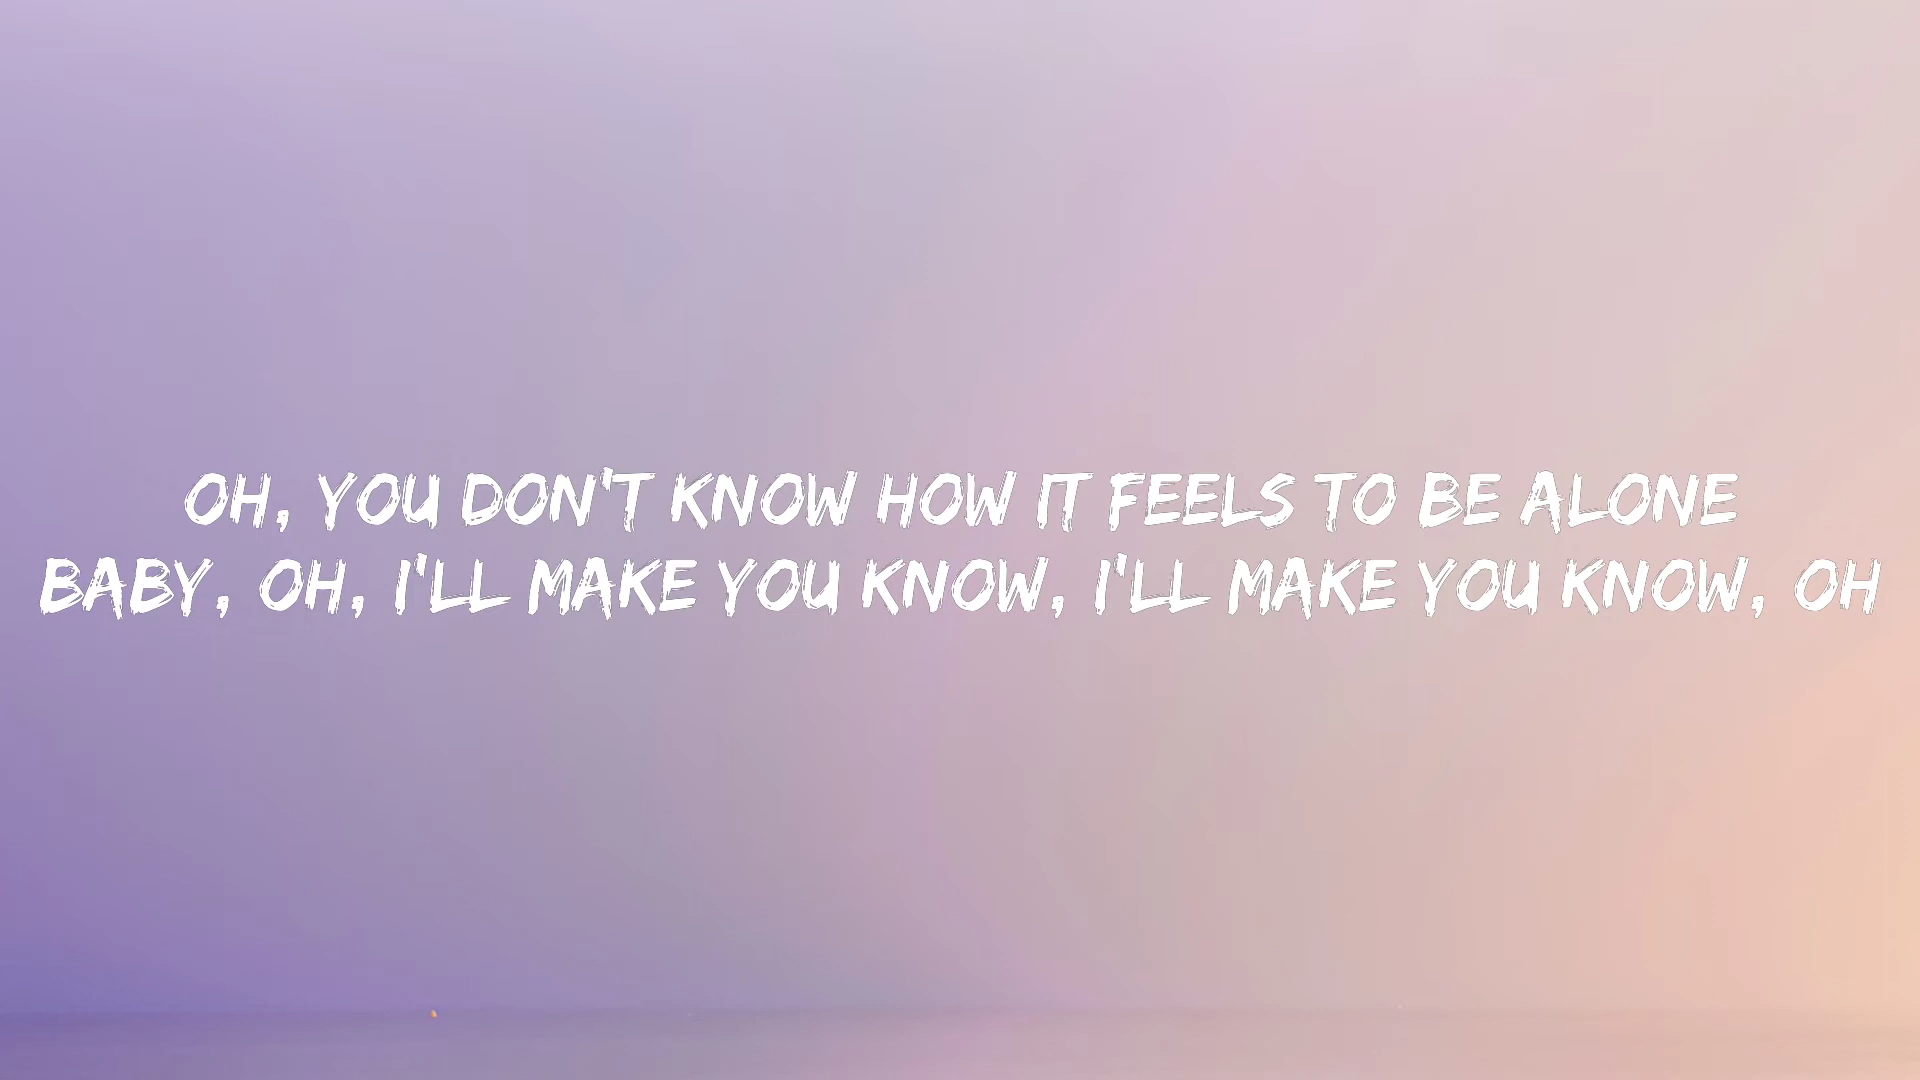 OH, YOU DON'T KNOW HOW IT FEELS TO BE ALONE
BABY, OH, I'LL MAKE YOU KNOW, I'LL MAKE YOU KNOW, OH